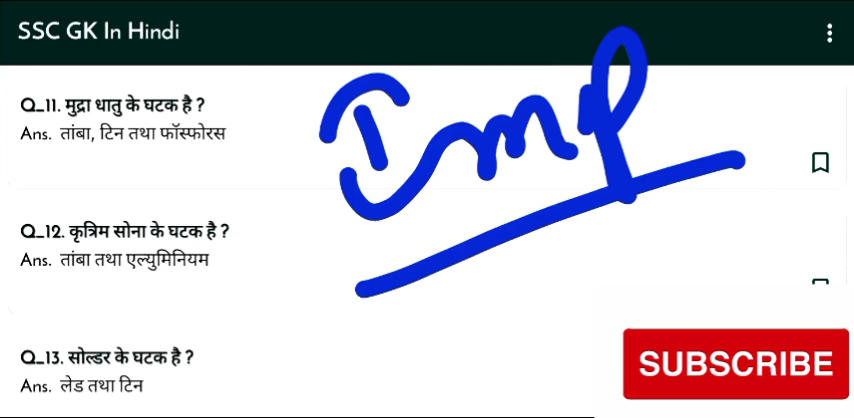 SSC GK In Hindi
Q_11. मुद्रा धातु के घटक है ?
Ans. तांबा, टिन तथा फॉस्फोरस
Imp
Q_12. कृत्रिम सोना के घटक है ?
Ans. तांबा तथा एल्युमिनियम
Q_13. सोल्डर के घटक है ?
Ans. लेड तथा टिन
SUBSCRIBE